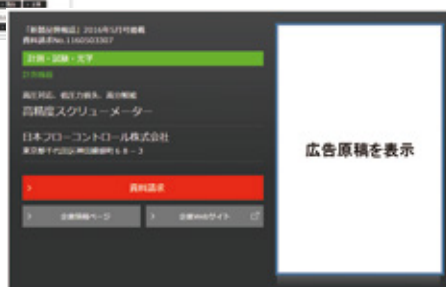 「新製品情報誌」2016年5月号掲載
資料請求No.1160503307
計測・試験・光学
計測機器
高圧対応、低圧力損失、高分解能
高精度スクリューメーター
日本フローコントロール株式会社
資料請求
企業情報ページ
企業Webサイト
広告原稿を表示